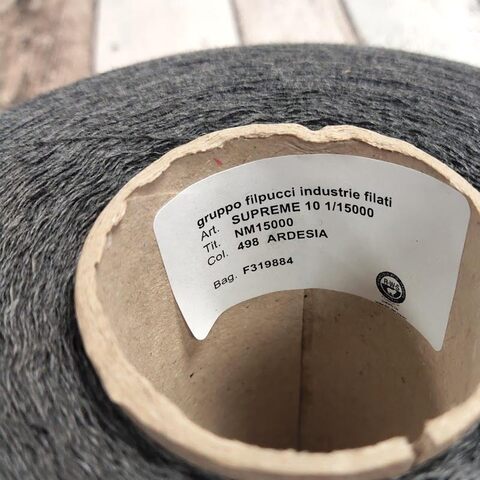 gruppo filpucci industrie filati
Art. SUPREME 10 1/15000
Tit. NM15000
Col. 498 ARDESIA
Bag. F319884